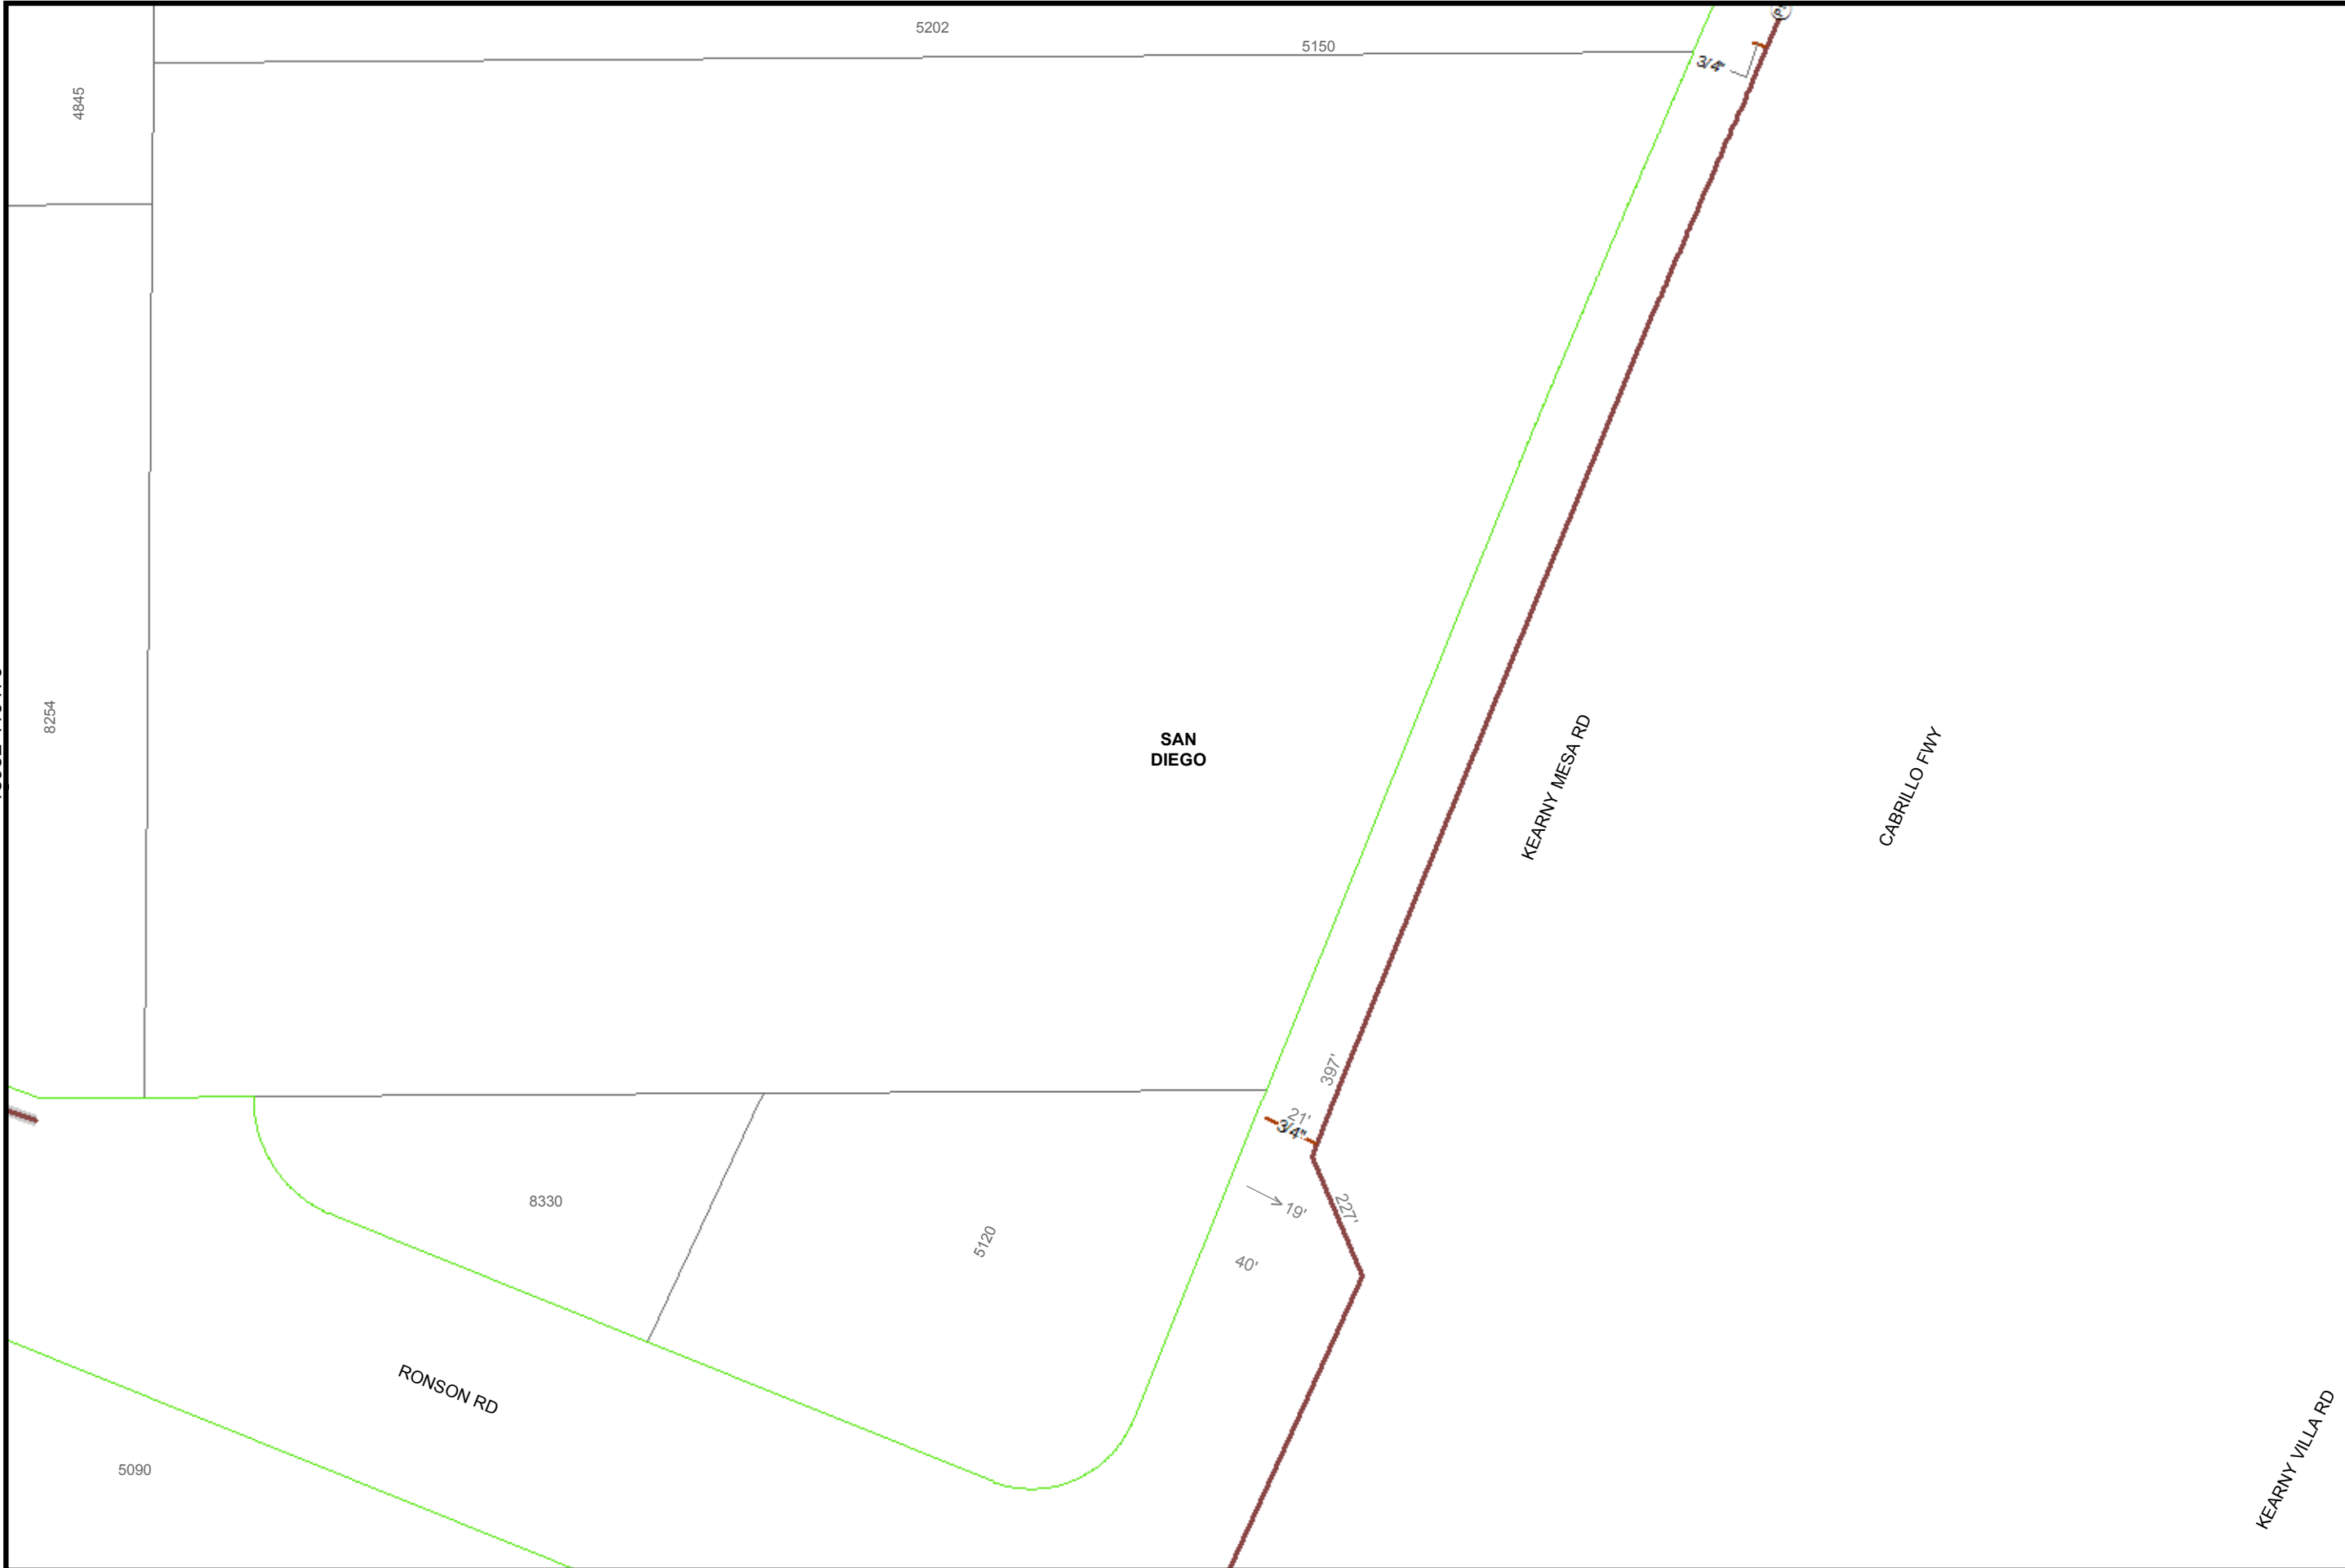 5202
5150
3/4"
4845
8254
SAN
DIEGO
KEARNY MESA RD
CABRILLO FWY
397'
21'
3/4"
227'
19'
40'
8330
5120
RONSON RD
5090
KEARNY VILLA RD